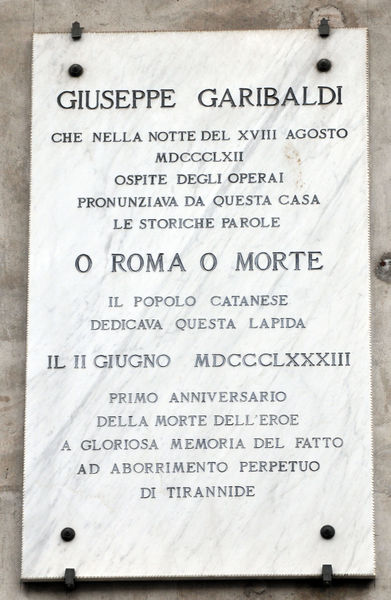 GIUSEPPE GARIBALDI
CHE NELLA NOTTE DEL XVIII AGOSTO
MDCCCLXII
OSPITE DEGLI OPERAI
PRONUNZIAVA DA QUESTA CASA
LE STORICHE PAROLE
O ROMA O MORTE
IL POPOLO CATANESE
DEDICAVA QUESTA LAPIDA
IL II GIUGNO MDCCCLXXXIII
PRIMO ANNIVERSARIO
DELLA MORTE DELL'EROE
A GLORIOSA MEMORIA DEL FATTO
AD ABORRIMENTO PERPETUO
DI TIRANNIDE